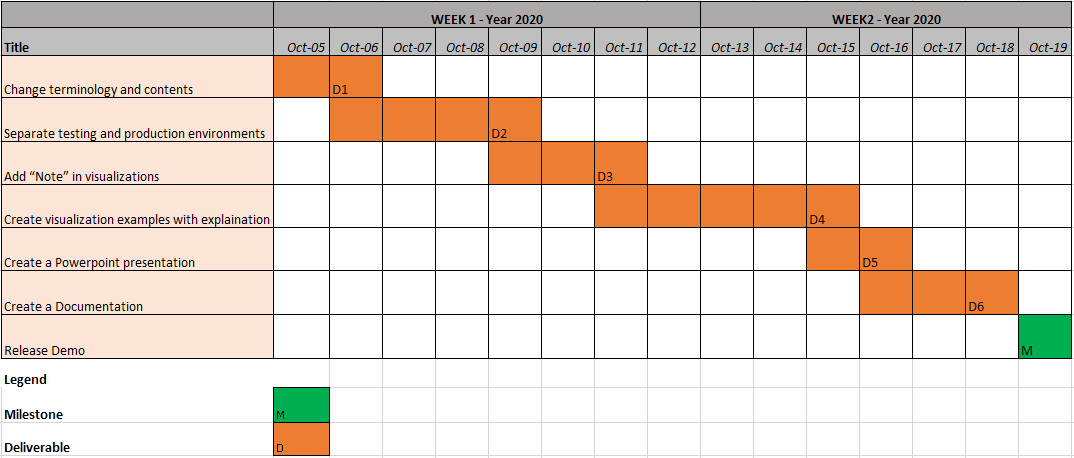 WEEK 1 - Year 2020 WEEK2 - Year 2020
Title Oct-05 Oct-06 Oct-07 Oct-08 Oct-09 Oct-10 Oct-11 Oct-12 Oct-13 Oct-14 Oct-15 Oct-16 Oct-17 Oct-18 Oct-19
Change terminology and contents D1
Separate testing and production environments D2
Add “Note” in visualizations D3
Create visualization examples with explaination D4
Create a Powerpoint presentation D5
Create a Documentation D6
Release Demo M
Legend
Milestone M
Deliverable D